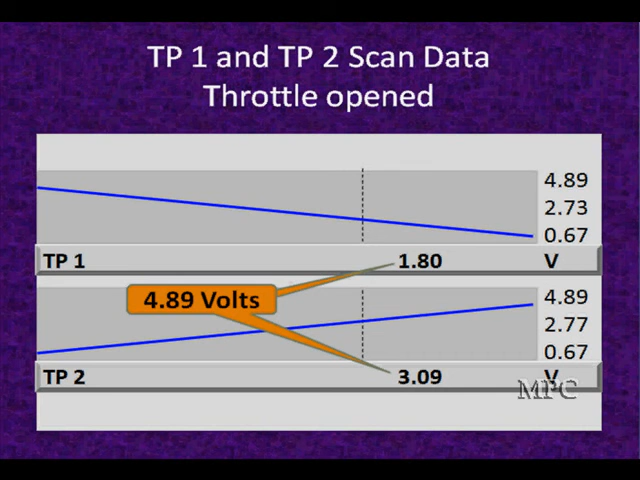 TP 1 and TP 2 Scan Data
Throttle opened
4.89
2.73
0.67
TP 1 1.80 V
4.89 Volts
4.89
2.77
0.67
TP 2 3.09 V
MPC